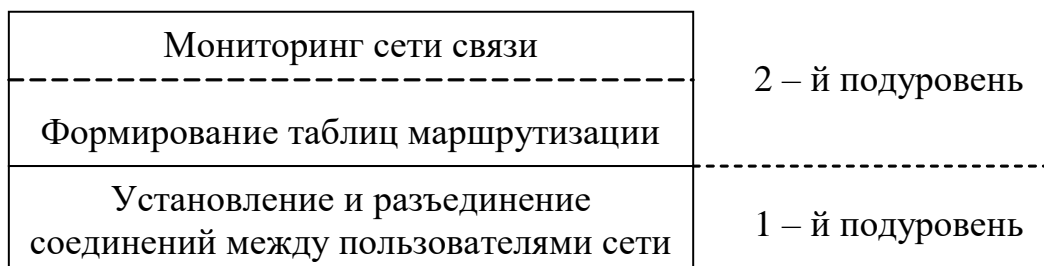 Мониторинг сети связи
2 – й подуровень
Формирование таблиц маршрутизации
Установление и разъединение
соединений между пользователями сети
1 – й подуровень